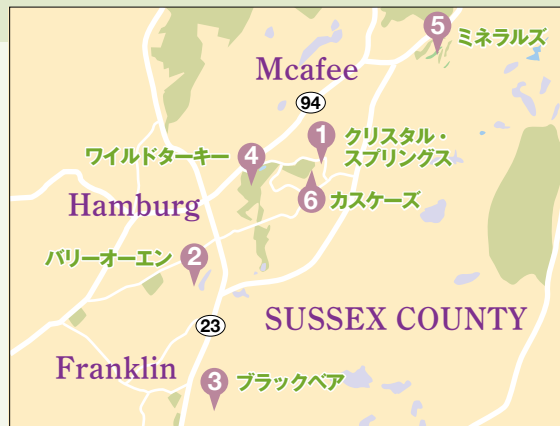 5
ミネラルズ
Mcafee
94
1
クリスタル・
スプリングス
ワイルドターキー
4
6
カスケーズ
Hamburg
バリーオーエン
2
23
SUSSEX COUNTY
Franklin
3
ブラックベア